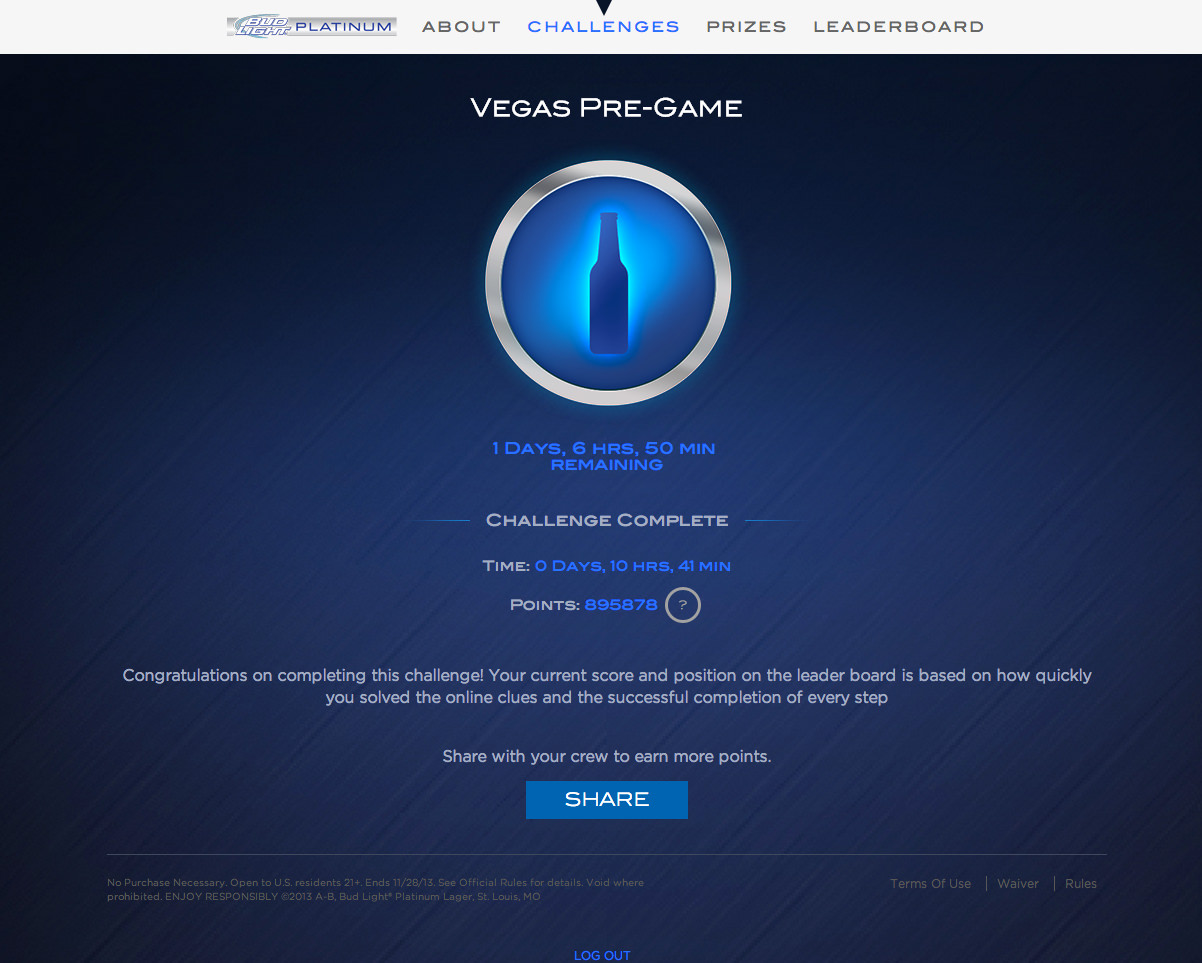 BUD LIGHT PLATINUM ABOUT CHALLENGES PRIZES LEADERBOARD
Vegas Pre-Game
1 Days, 6 hrs, 50 min
remaining
Challenge Complete
Time: 0 Days, 10 hrs, 41 min
Points: 895878 ?
Congratulations on completing this challenge! Your current score and position on the leader board is based on how quickly
you solved the online clues and the successful completion of every step
Share with your crew to earn more points.
SHARE
No Purchase Necessary. Open to U.S. residents 21+. Ends 11/28/13. See Official Rules for details. Void where
prohibited. ENJOY RESPONSIBLY ©2013 A-B, Bud Light® Platinum Lager, St. Louis, MO
Terms Of Use | Waiver | Rules
LOG OUT